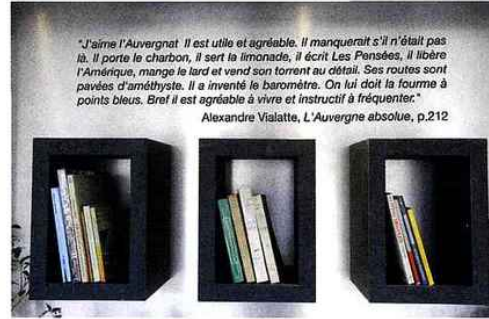 "J'aime l'Auvergnat Il est utile et agréable. Il manquerait s'il n'était pas
là. Il porte le charbon, il sert la limonade, il écrit Les Pensées, il libère
l'Amérique, mange le lard et vend son torrent au détail. Ses routes sont
pavées d'améthyste. Il a inventé le baromètre. On lui doit la fourme à
points bleus. Bref il est agréable à vivre et instructif à fréquenter."
Alexandre Vialatte, L'Auvergne absolue, p.212